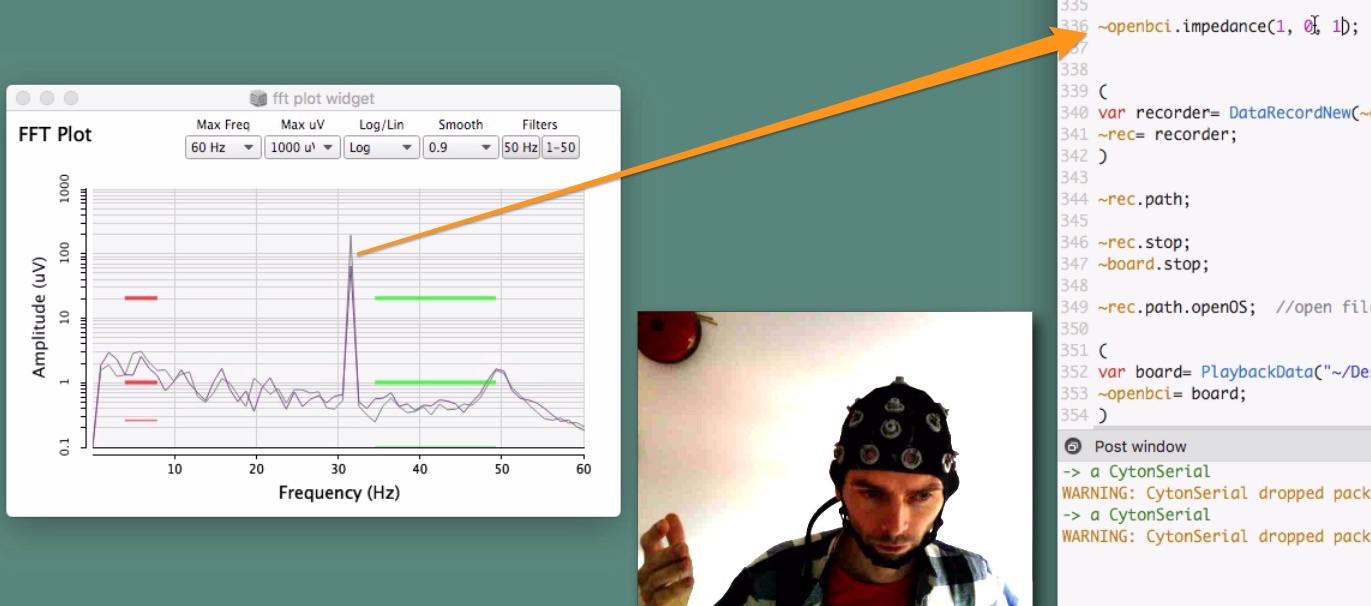 fft plot widget
FFT Plot
Max Freq Max uV Log/Lin Smooth Filters
60 Hz 1000 u\ Log 0.9 50 Hz 1-50
1000
100
10
1
0.1
Amplitude (uV)
10 20 30 40 50 60
Frequency (Hz)
335
336 ~openbci.impedance(1, 0, 1);
337
338
339 (
340 var recorder= DataRecordNew(~
341 ~rec= recorder;
342 )
343
344 ~rec.path;
345
346 ~rec.stop;
347 ~board.stop;
348
349 ~rec.path.openOS; //open fil
350
351 (
352 var board= PlaybackData("~/De
353 ~openbci= board;
354 )
Post window
-> a CytonSerial
WARNING: CytonSerial dropped pack
-> a CytonSerial
WARNING: CytonSerial dropped pack